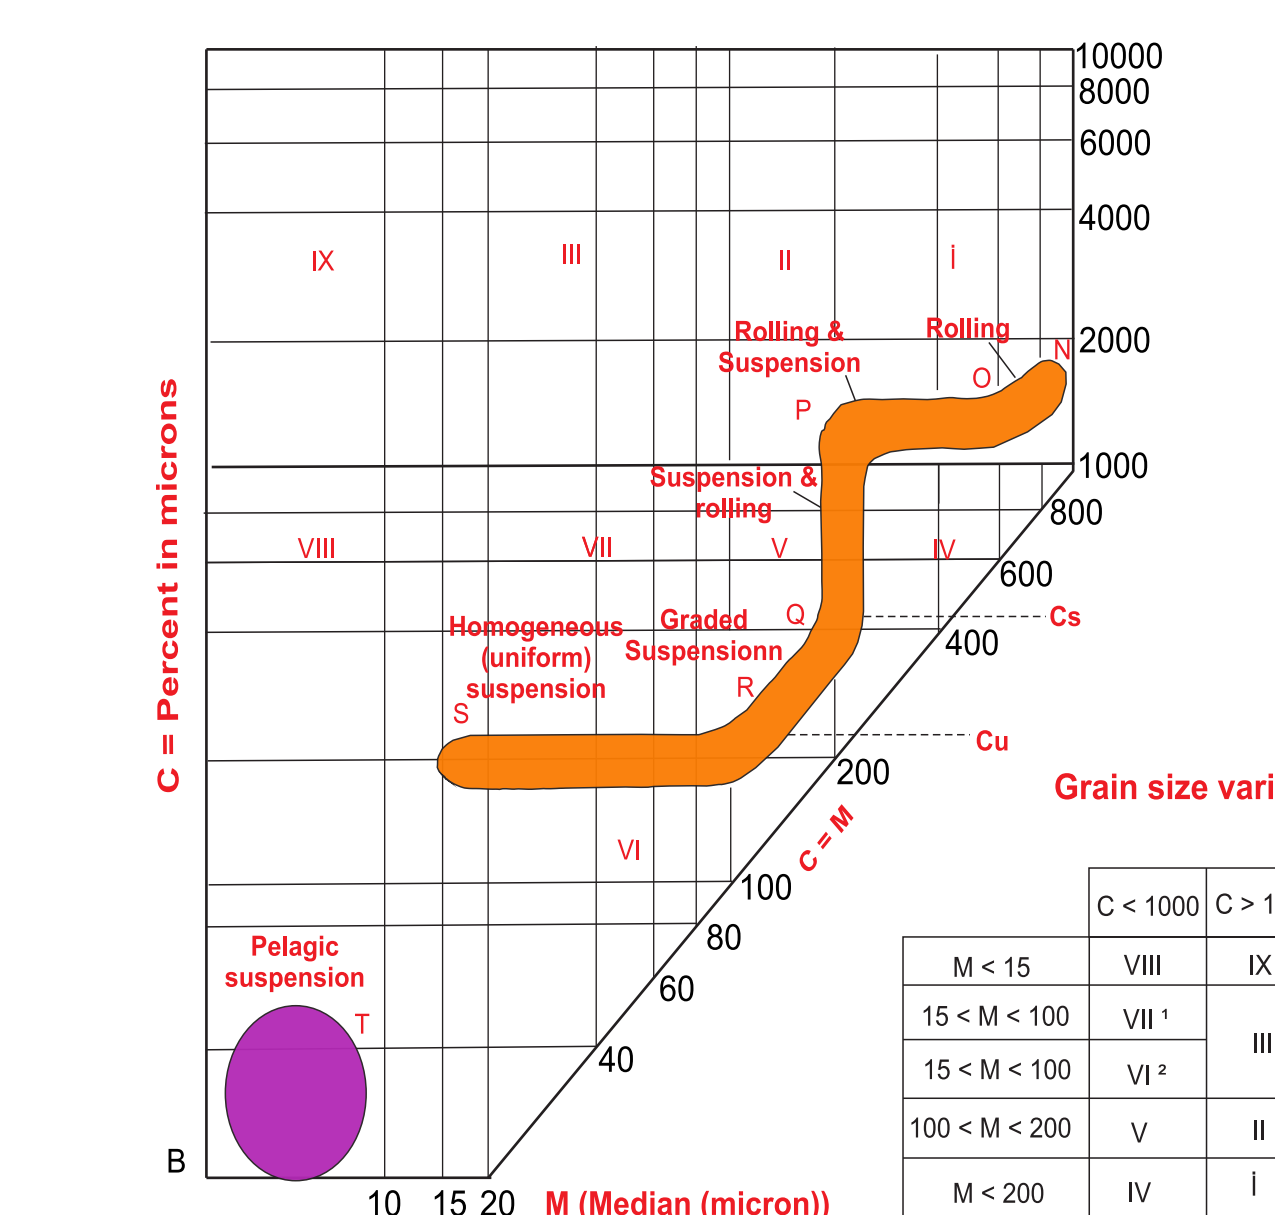 10000
8000
6000
4000
IX
III
II
İ
Rolling &
Suspension
Rolling
2000
N
O
P
1000
Suspension &
rolling
800
VIII
VII
V
IV
600
Cs
Q
Homogeneous
(uniform)
suspension
Graded
Suspensionn
400
R
S
Cu
200
C = Percent in microns
C = M
VI
100
80
60
40
Pelagic
suspension
T
B
10 15 20 M (Median (micron))
Grain size vari
C < 1000 C > 1
M < 15 VIII IX
15 < M < 100 VII ¹
III
15 < M < 100 VI ²
100 < M < 200 V II
M < 200 IV İ